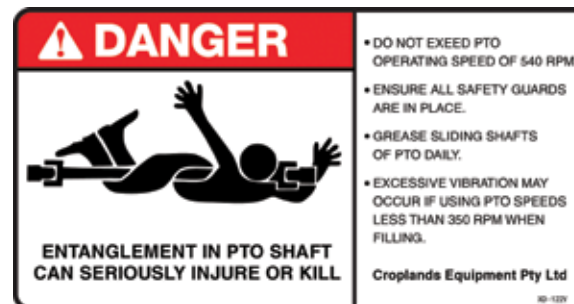 DANGER
ENTANGLEMENT IN PTO SHAFT
CAN SERIOUSLY INJURE OR KILL
• DO NOT EXEED PTO
OPERATING SPEED OF 540 RPM
• ENSURE ALL SAFETY GUARDS
ARE IN PLACE.
• GREASE SLIDING SHAFTS
OF PTO DAILY.
• EXCESSIVE VIBRATION MAY
OCCUR IF USING PTO SPEEDS
LESS THAN 350 RPM WHEN
FILLING.
Croplands Equipment Pty Ltd